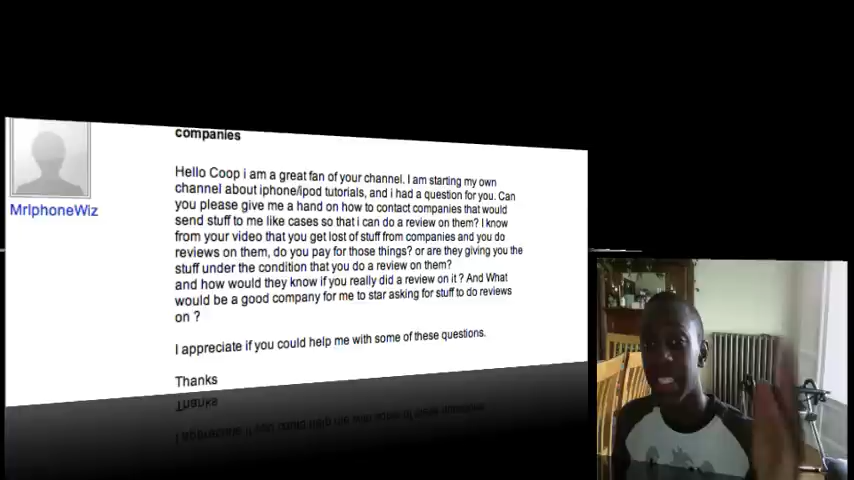 companies
Hello Coop i am a great fan of your channel. I am starting my own
channel about iphone/ipod tutorials, and i had a question for you. Can
you please give me a hand on how to contact companies that would
send stuff to me like cases so that i can do a review on them? I know
from your video that you get lost of stuff from companies and you do
reviews on them, do you pay for those things? or are they giving you the
stuff under the condition that you do a review on them?
and how would they know if you really did a review on it ? And What
would be a good company for me to star asking for stuff to do reviews
on ?
I appreciate if you could help me with some of these questions.
Thanks
MrIphoneWiz